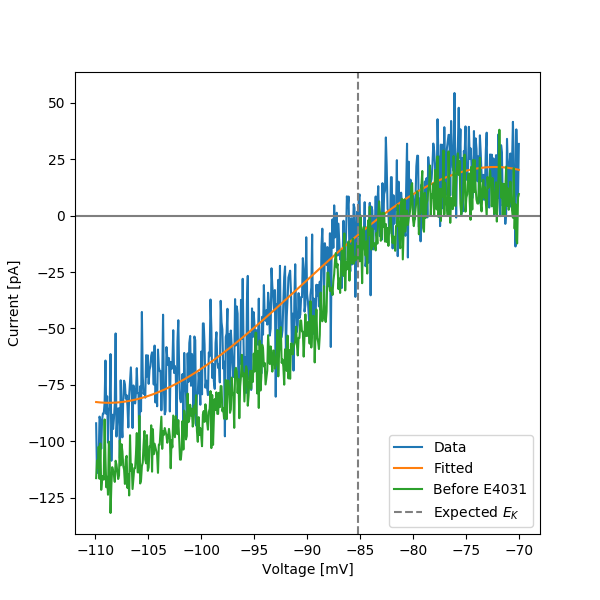 50
25
0
−25
−50
−75
−100
−125
Current [pA]
Data
Fitted
Before E4031
Expected E_K
−110 −105 −100 −95 −90 −85 −80 −75 −70
Voltage [mV]